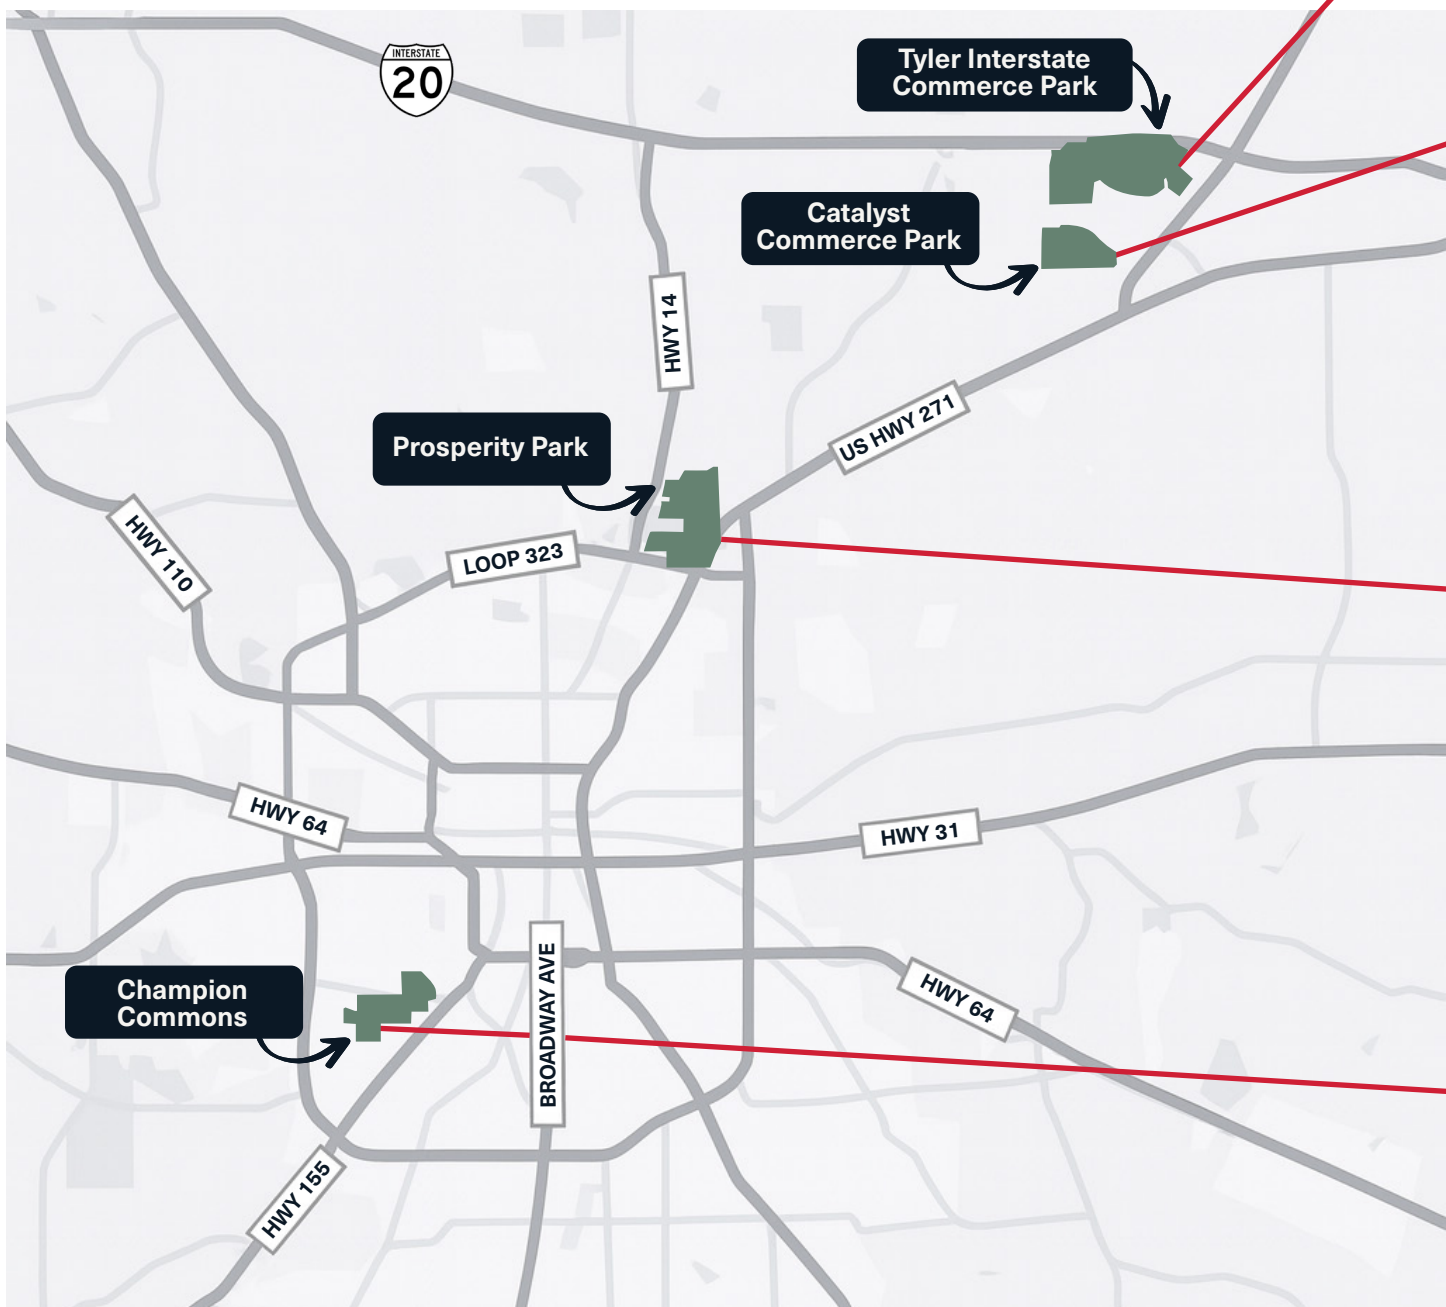 INTERSTATE
20
Tyler Interstate
Commerce Park
Catalyst
Commerce Park
HWY 14
US HWY 271
Prosperity Park
HWY 110
LOOP 323
HWY 64
HWY 31
Champion
Commons
BROADWAY AVE
HWY 64
HWY 155